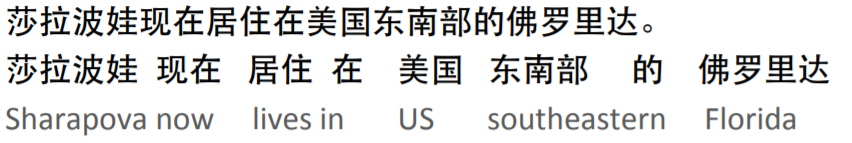 莎拉波娃现在居住在美国东南部的佛罗里达。
莎拉波娃 现在 居住 在 美国 东南部 的 佛罗里达
Sharapova now lives in US southeastern Florida